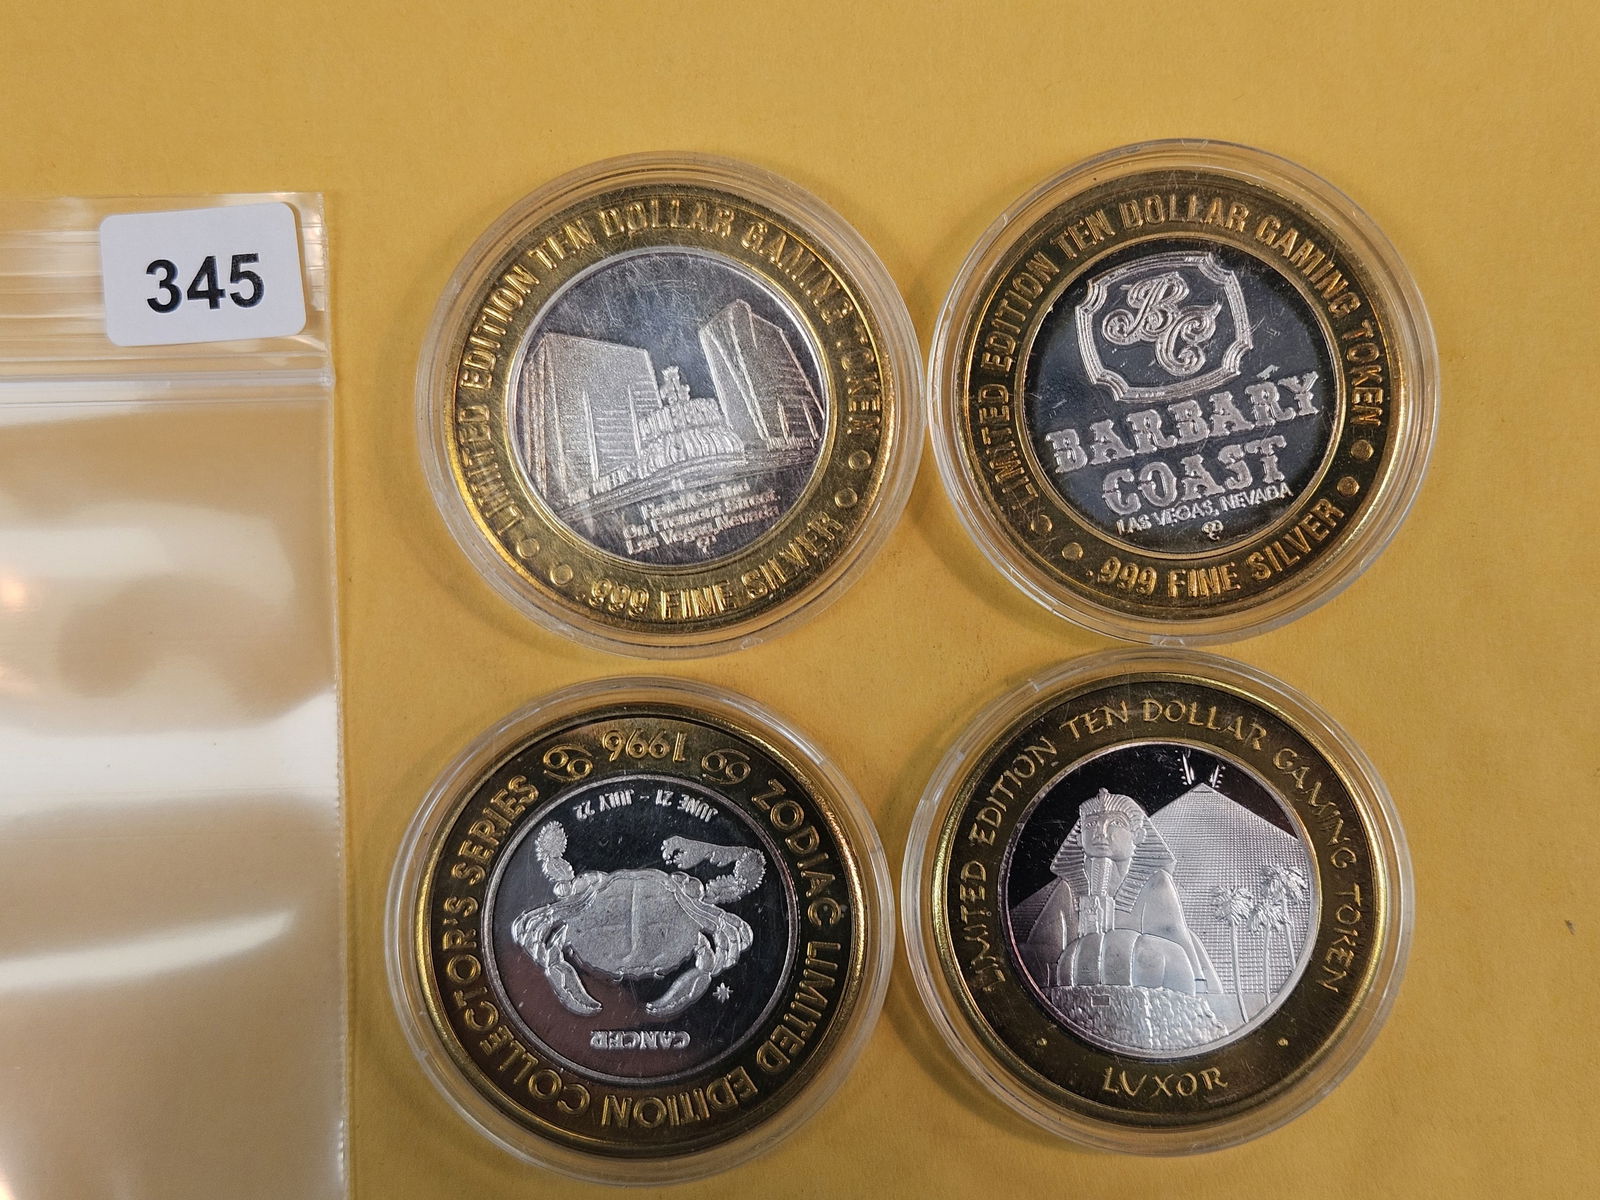 345
LIMITED EDITION TEN DOLLAR GAMING TOKEN
On Fremont Street
Las Vegas, Nevada
.999 FINE SILVER
LIMITED EDITION TEN DOLLAR GAMING TOKEN
BC
BARBARY
COAST
LAS VEGAS, NEVADA
.999 FINE SILVER
1996
ZODIAC LIMITED EDITION COLLECTOR'S SERIES
JUNE 21 - JULY 22
CANCER
LIMITED EDITION TEN DOLLAR GAMING TOKEN
LVXOR